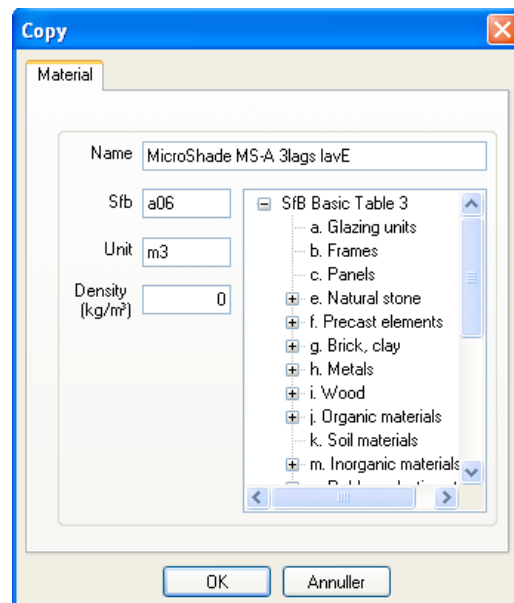 Copy
Material
Name MicroShade MS-A 3lags lavE
Sfb a06
Unit m3
Density
(kg/m³) 0
SfB Basic Table 3
a. Glazing units
b. Frames
c. Panels
e. Natural stone
f. Precast elements
g. Brick, clay
h. Metals
i. Wood
j. Organic materials
k. Soil materials
m. Inorganic materials
OK Annuller